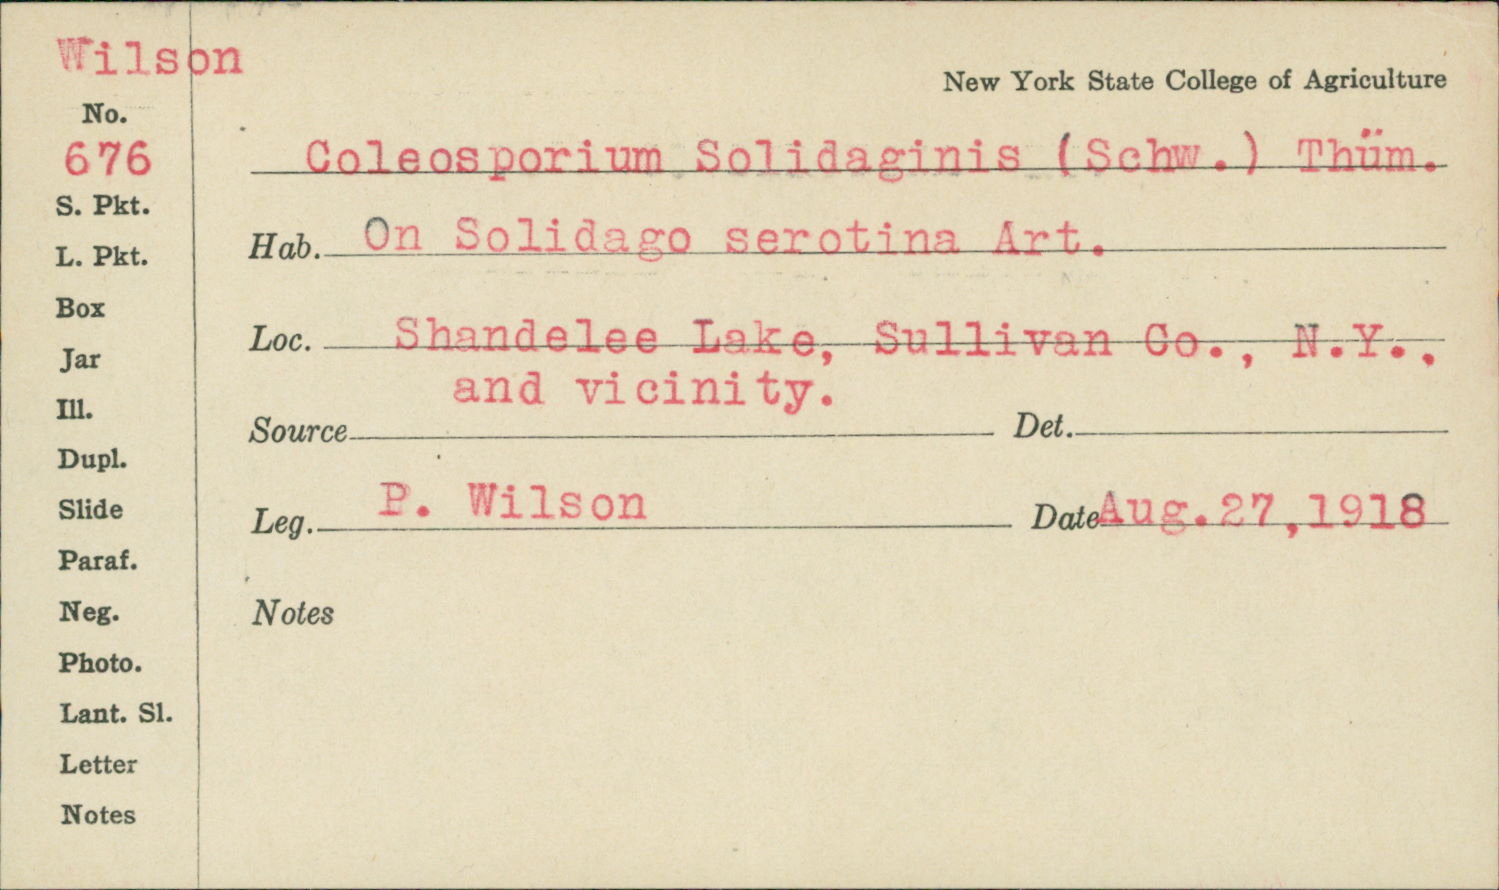 Wilson
New York State College of Agriculture
No.
676
Coleosporium Solidaginis (Schw.) Thüm.
S. Pkt.
Hab. On Solidago serotina Art.
L. Pkt.
Box
Loc. Shandelee Lake, Sullivan Co., N.Y.,
and vicinity.
Jar
Ill.
Source Det.
Dupl.
Slide
Leg. P. Wilson Date Aug.27,1918
Paraf.
Neg.
Notes
Photo.
Lant. Sl.
Letter
Notes